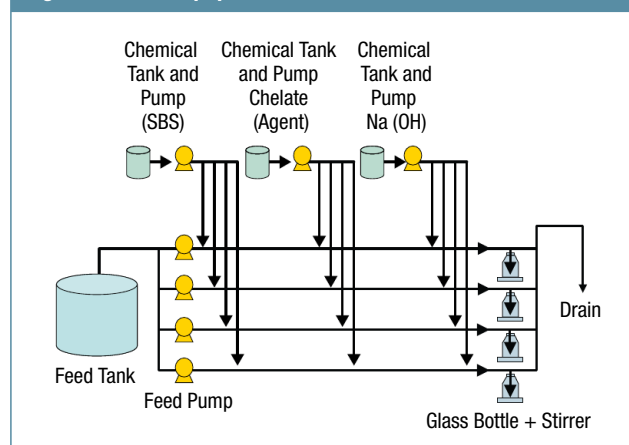 Chemical
Tank and
Pump
(SBS)
Chemical Tank
and Pump
Chelate
(Agent)
Chemical
Tank and
Pump
Na (OH)
Drain
Feed Tank
Feed Pump
Glass Bottle + Stirrer